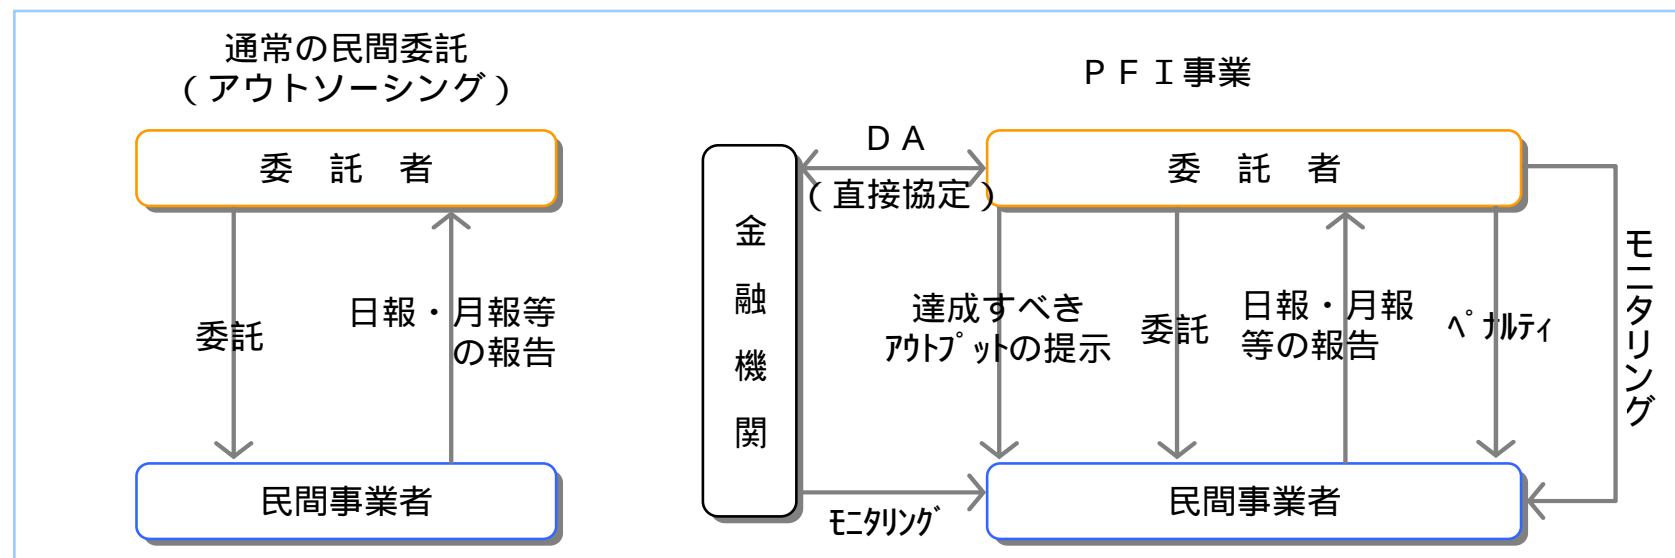 通常の民間委託
（アウトソーシング）
委　託　者
委託
日報・月報等
の報告
民間事業者
ＰＦＩ事業
金
融
機
関
ＤＡ
（直接協定）
委　託　者
達成すべき
ｱｳﾄﾌﾟｯﾄの提示
委託
日報・月報
等の報告
ﾍﾟﾅﾙﾃｨ
モニタリング
ﾓﾆﾀﾘﾝｸﾞ
民間事業者